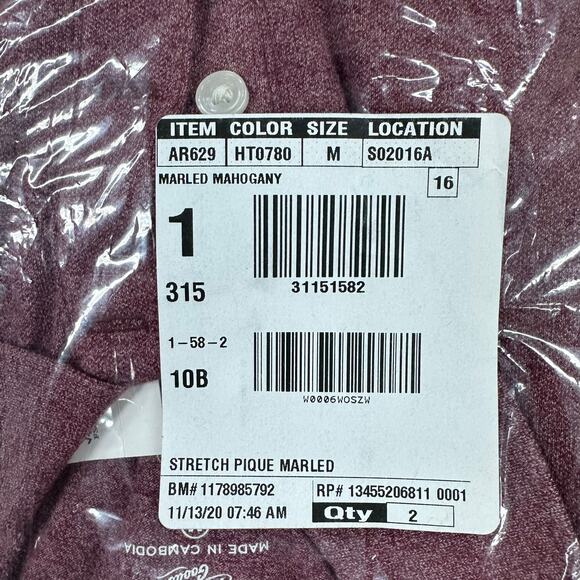 ITEM COLOR SIZE LOCATION
AR629 HT0780 M S02016A
MARLED MAHOGANY
16
1
31151582
315
1-58-2
10B
W0006WOSZW
STRETCH PIQUE MARLED
BM# 1178985792 RP# 13455206811 0001
11/13/20 07:46 AM Qty 2
MADE IN CAMBODIA